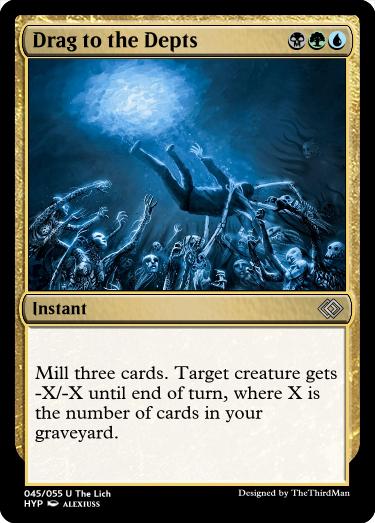 Drag to the Depts
Instant
Mill three cards. Target creature gets
-X/-X until end of turn, where X is
the number of cards in your
graveyard.
045/055 U The Lich
Designed by TheThirdMan
HYP ALEXIUSS